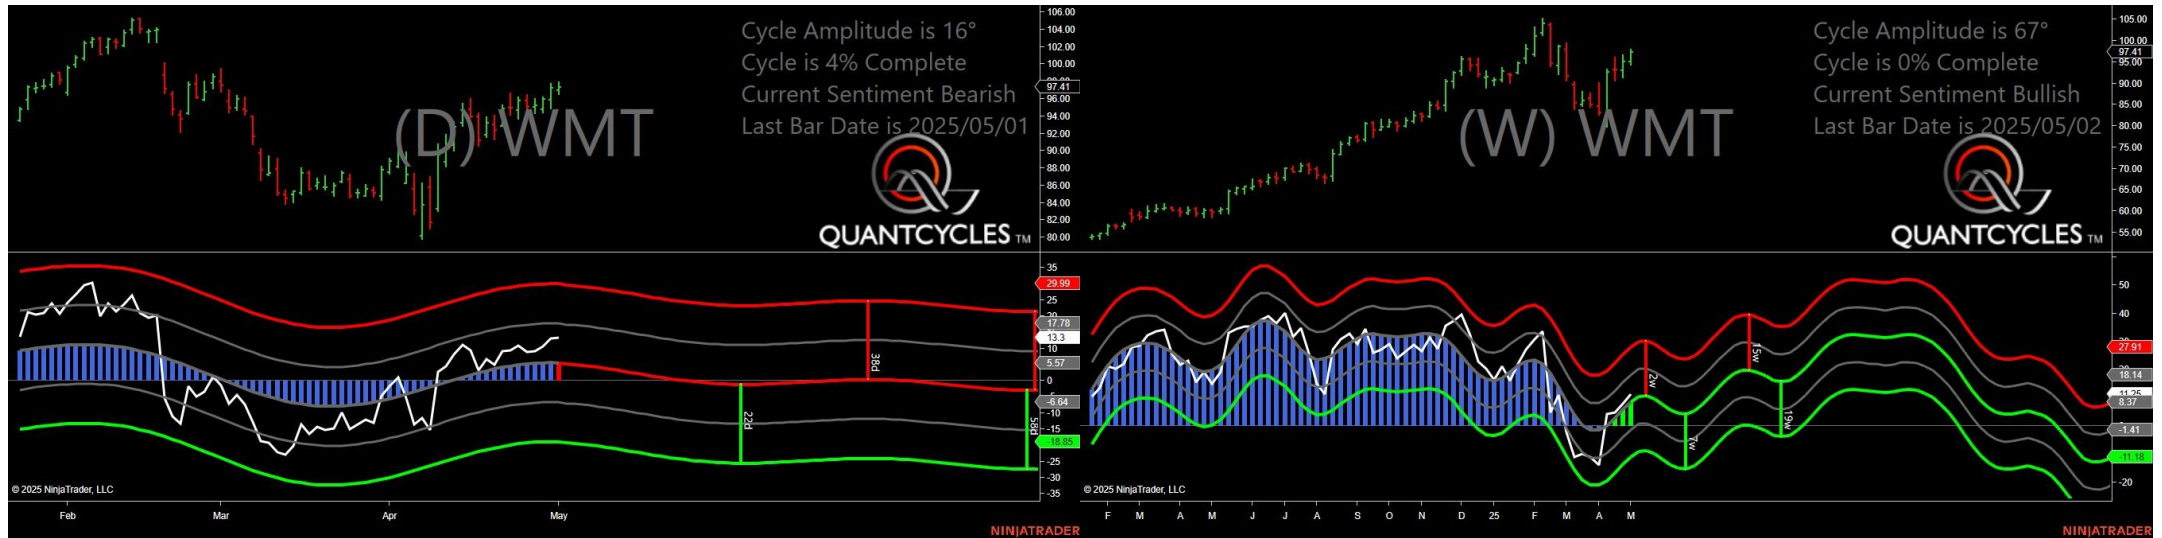 Cycle Amplitude is 16°
Cycle is 4% Complete
Current Sentiment Bearish
Last Bar Date is 2025/05/01
(D) WMT
QUANTCYCLES TM
106.00
104.00
102.00
100.00
98.00
97.41
96.00
94.00
92.00
90.00
88.00
86.00
84.00
82.00
80.00
35
29.99
25
17.78
13.3
10
5.57
0
-6.64
-10
-15
-18.85
-25
-30
-35
22d
38d
58d
© 2025 NinjaTrader, LLC
Feb Mar Apr May
NINJATRADER
Cycle Amplitude is 67°
Cycle is 0% Complete
Current Sentiment Bullish
Last Bar Date is 2025/05/02
(W) WMT
QUANTCYCLES TM
105.00
100.00
97.41
95.00
90.00
85.00
80.00
75.00
70.00
65.00
60.00
55.00
50
40
27.91
18.14
8.37
-1.41
-11.18
-20
2w
7w
15w
19w
© 2025 NinjaTrader, LLC
F M A M J J A S O N D 25 F M A M
NINJATRADER